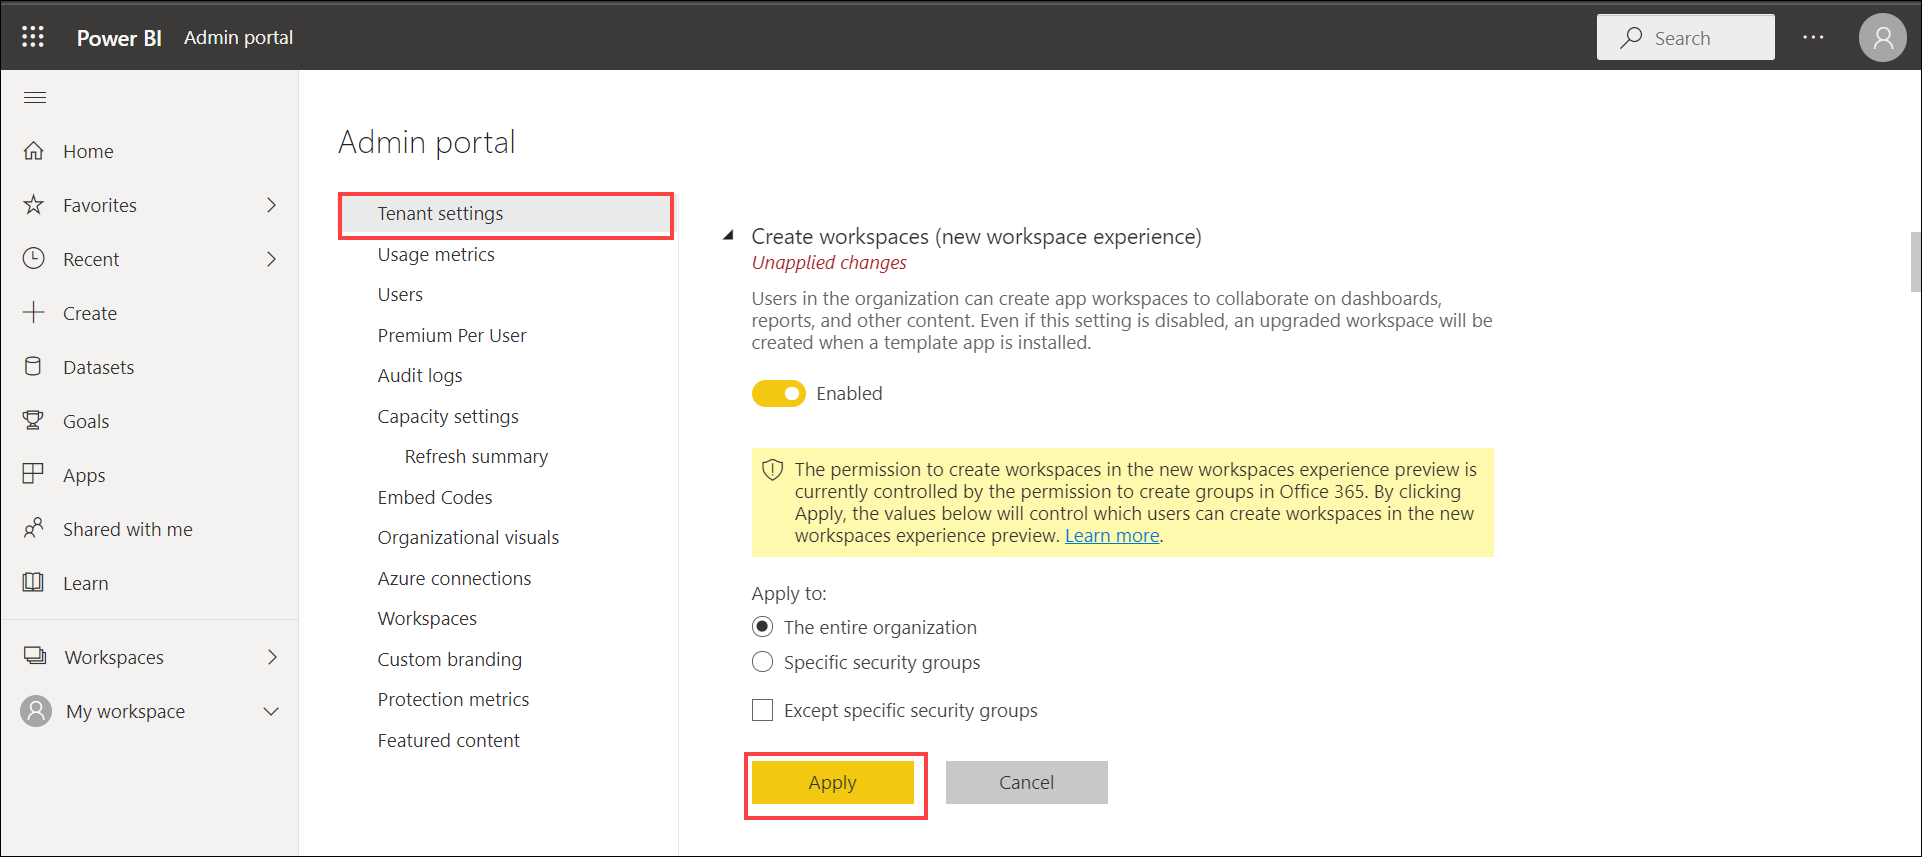 Power BI Admin portal
Search
Home
Favorites
Recent
Create
Datasets
Goals
Apps
Shared with me
Learn
Workspaces
My workspace
Admin portal
Tenant settings
Usage metrics
Users
Premium Per User
Audit logs
Capacity settings
Refresh summary
Embed Codes
Organizational visuals
Azure connections
Workspaces
Custom branding
Protection metrics
Featured content
Create workspaces (new workspace experience)
Unapplied changes
Users in the organization can create app workspaces to collaborate on dashboards,
reports, and other content. Even if this setting is disabled, an upgraded workspace will be
created when a template app is installed.
Enabled
The permission to create workspaces in the new workspaces experience preview is
currently controlled by the permission to create groups in Office 365. By clicking
Apply, the values below will control which users can create workspaces in the new
workspaces experience preview. Learn more.
Apply to:
The entire organization
Specific security groups
Except specific security groups
Apply
Cancel